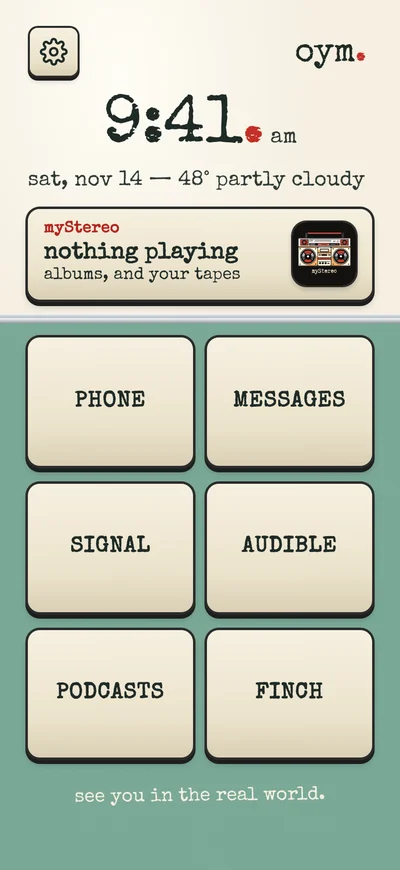 oym.
9:41. am
sat, nov 14 — 48° partly cloudy
myStereo
nothing playing
albums, and your tapes
myStereo
PHONE
MESSAGES
SIGNAL
AUDIBLE
PODCASTS
FINCH
see you in the real world.